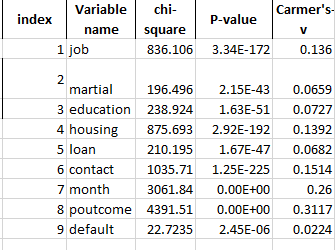 index Variable name chi-square P-value Carmer's-v
1 job 836.106 3.34E-172 0.136
2 martial 196.496 2.15E-43 0.0659
3 education 238.924 1.63E-51 0.0727
4 housing 875.693 2.92E-192 0.1392
5 loan 210.195 1.67E-47 0.0682
6 contact 1035.71 1.25E-225 0.1514
7 month 3061.84 0.00E+00 0.26
8 poutcome 4391.51 0.00E+00 0.3117
9 default 22.7235 2.45E-06 0.0224